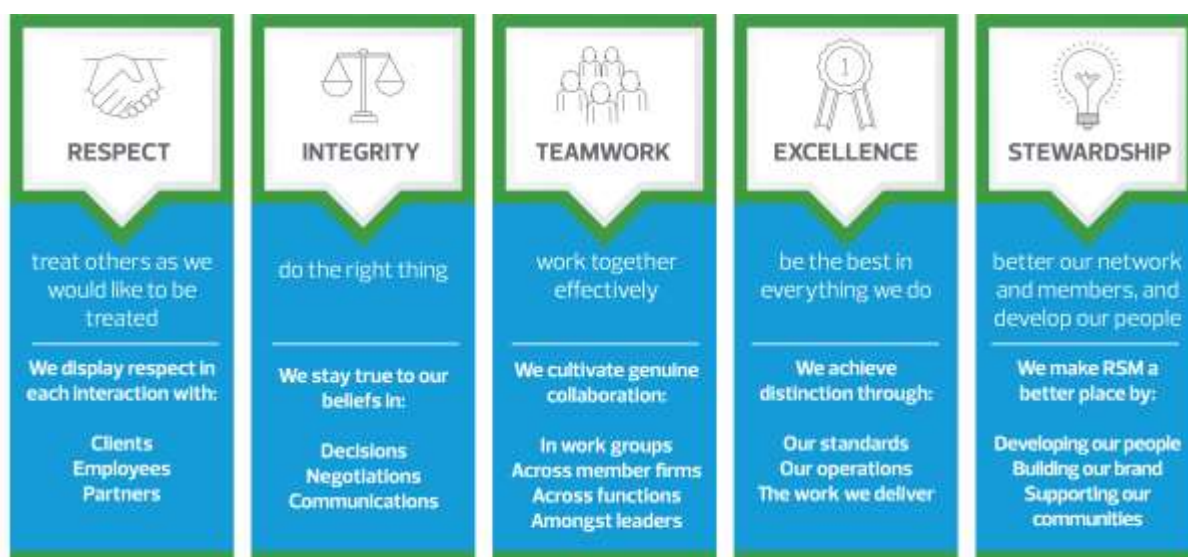 RESPECT
treat others as we
would like to be
treated
We display respect in
each interaction with:
Clients
Employees
Partners
INTEGRITY
do the right thing
We stay true to our
beliefs in:
Decisions
Negotiations
Communications
TEAMWORK
work together
effectively
We cultivate genuine
collaboration:
In work groups
Across member firms
Across functions
Amongst leaders
1
EXCELLENCE
be the best in
everything we do
We achieve
distinction through:
Our standards
Our operations
The work we deliver
STEWARDSHIP
better our network
and members, and
develop our people
We make RSM a
better place by:
Developing our people
Building our brand
Supporting our
communities